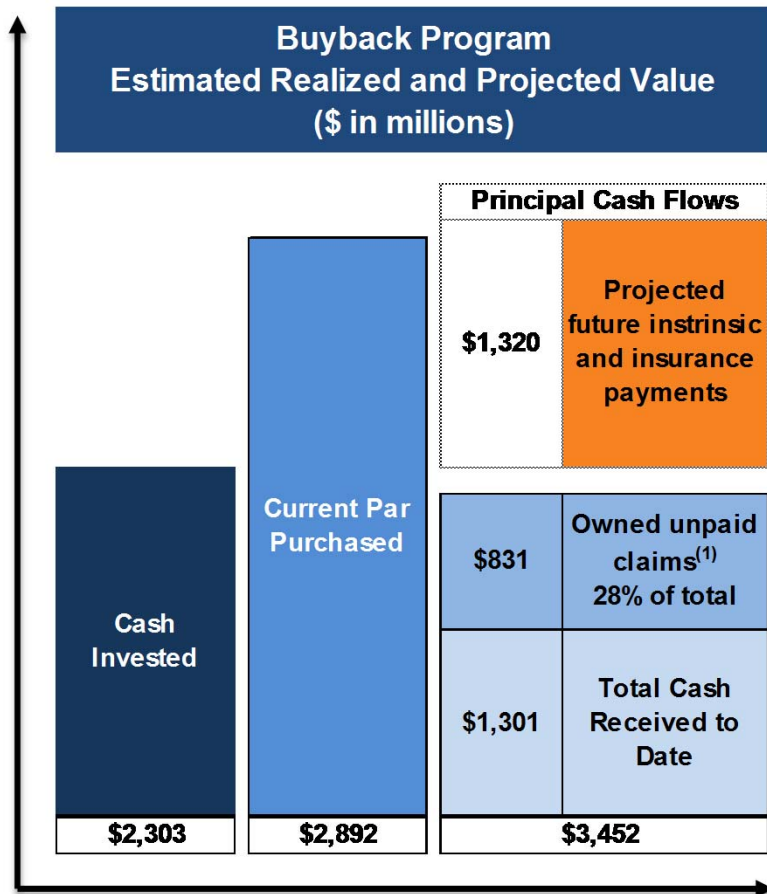 Buyback Program
Estimated Realized and Projected Value
($ in millions)
Principal Cash Flows
$1,320
Projected
future instrinsic
and insurance
payments
Current Par
Purchased
$831
Owned unpaid
claims(1)
28% of total
Cash
Invested
$1,301
Total Cash
Received to
Date
$2,303
$2,892
$3,452